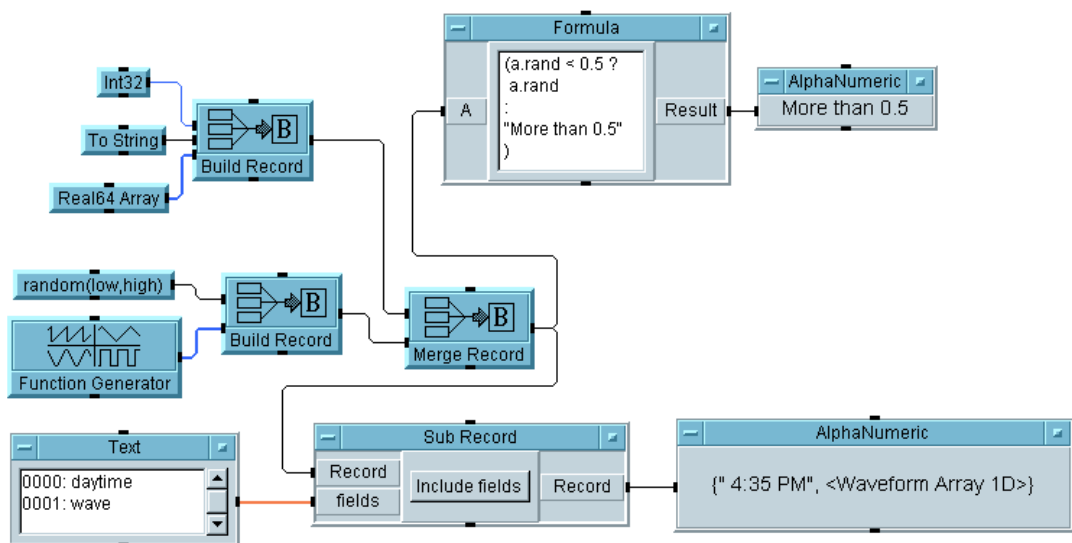 Formula
(a.rand < 0.5 ?
a.rand
:
"More than 0.5"
)
A
Result
AlphaNumeric
More than 0.5
Int32
To String
Real64 Array
B
Build Record
random(low,high)
Function Generator
B
Build Record
B
Merge Record
Text
0000: daytime
0001: wave
Sub Record
Record
fields
Include fields
Record
AlphaNumeric
{" 4:35 PM", <Waveform Array 1D>}